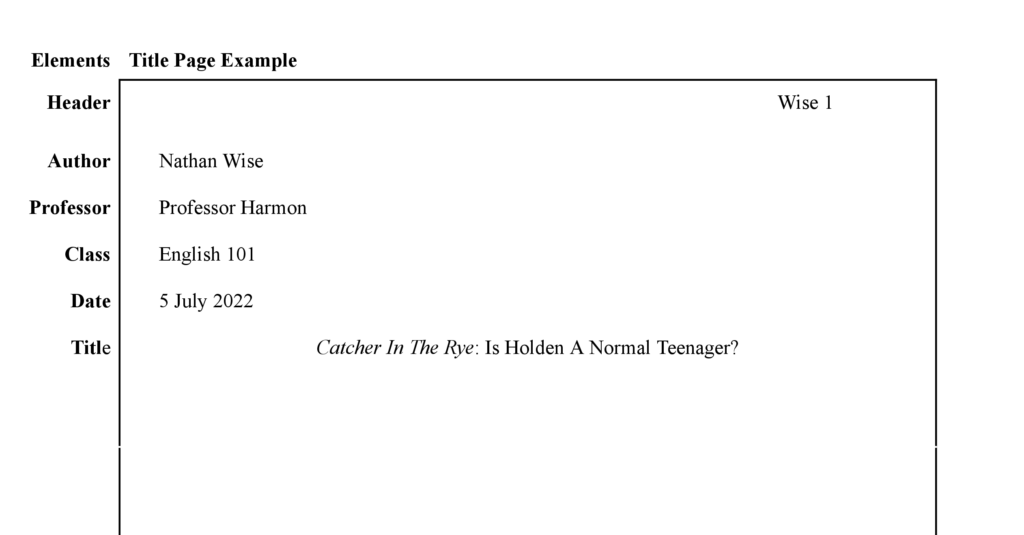 Elements Title Page Example
Header Wise 1
Author Nathan Wise
Professor Professor Harmon
Class English 101
Date 5 July 2022
Title Catcher In The Rye: Is Holden A Normal Teenager?